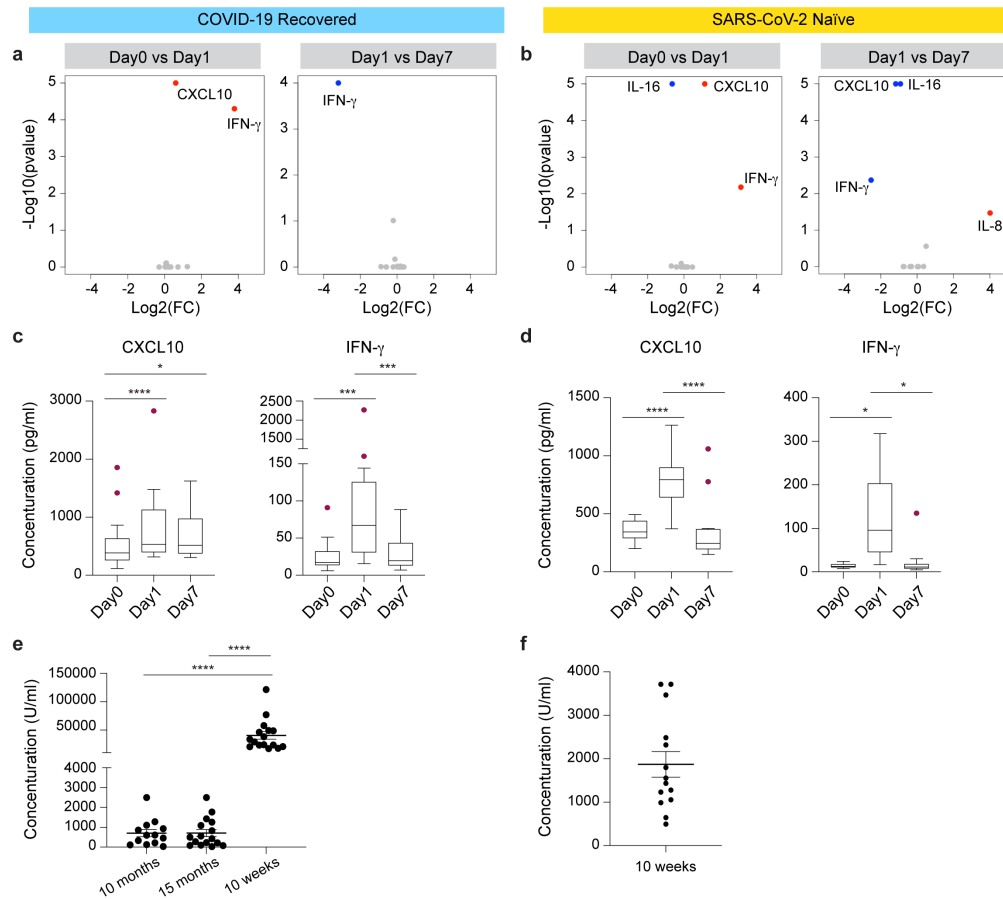 COVID-19 Recovered
SARS-CoV-2 Naïve
a
Day0 vs Day1
Day1 vs Day7
b
Day0 vs Day1
Day1 vs Day7
-Log10(pvalue)
5
4
3
2
1
0
CXCL10
IFN-γ
-4 -2 0 2 4
Log2(FC)
4
3
2
1
0
IFN-γ
-4 -2 0 2 4
Log2(FC)
-Log10(pvalue)
5
4
3
2
1
0
IL-16
CXCL10
IFN-γ
-4 -2 0 2 4
Log2(FC)
5
4
3
2
1
0
CXCL10
IL-16
IFN-γ
IL-8
-4 -2 0 2 4
Log2(FC)
c
CXCL10
*
****
Concenturation (pg/ml)
3000
2000
1000
0
Day0 Day1 Day7
IFN-γ
***
***
2500
2000
1500
1000
500
150
100
50
0
Day0 Day1 Day7
d
CXCL10
****
****
Concenturation (pg/ml)
1500
1000
500
0
Day0 Day1 Day7
IFN-γ
*
*
400
300
200
100
0
Day0 Day1 Day7
e
****
****
Concenturation (U/ml)
150000
100000
50000
4000
3000
2000
1000
0
10 months 15 months 10 weeks
f
Concenturation (U/ml)
4000
3000
2000
1000
0
10 weeks